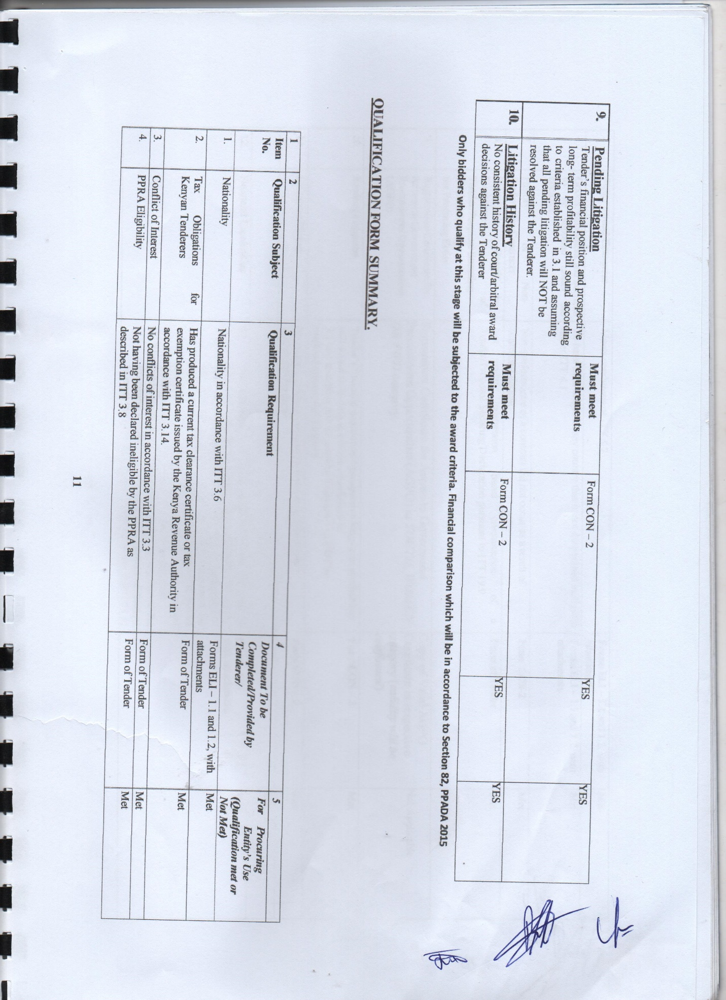 9.
Pending Litigation
Tender's financial position and prospective
long- term profitability still sound according
to criteria established in 3.1 and assuming
that all pending litigation will NOT be
resolved against the Tenderer.
Must meet
requirements
Form CON – 2
YES
YES
10.
Litigation History
No consistent history of court/arbitral award
decisions against the Tenderer
Must meet
requirements
Form CON – 2
YES
YES
Only bidders who qualify at this stage will be subjected to the award criteria. Financial comparison which will be in accordance to Section 82, PPADA 2015
QUALIFICATION FORM SUMMARY.
1
2
3
4
5
Item
No.
Qualification Subject
Qualification Requirement
Document To be
Completed/Provided by
Tenderer/
For Procuring
Entity's Use
(Qualification met or
Not Met)
1.
Nationality
Nationality in accordance with ITT 3.6
Forms ELI – 1.1 and 1.2, with
attachments
Met
2.
Tax Obligations for
Kenyan Tenderers
Has produced a current tax clearance certificate or tax
exemption certificate issued by the Kenya Revenue Authority in
accordance with ITT 3.14.
Form of Tender
Met
3.
Conflict of Interest
No conflicts of interest in accordance with ITT 3.3
Form of Tender
Met
4.
PPRA Eligibility
Not having been declared ineligible by the PPRA as
described in ITT 3.8
Form of Tender
Met
11